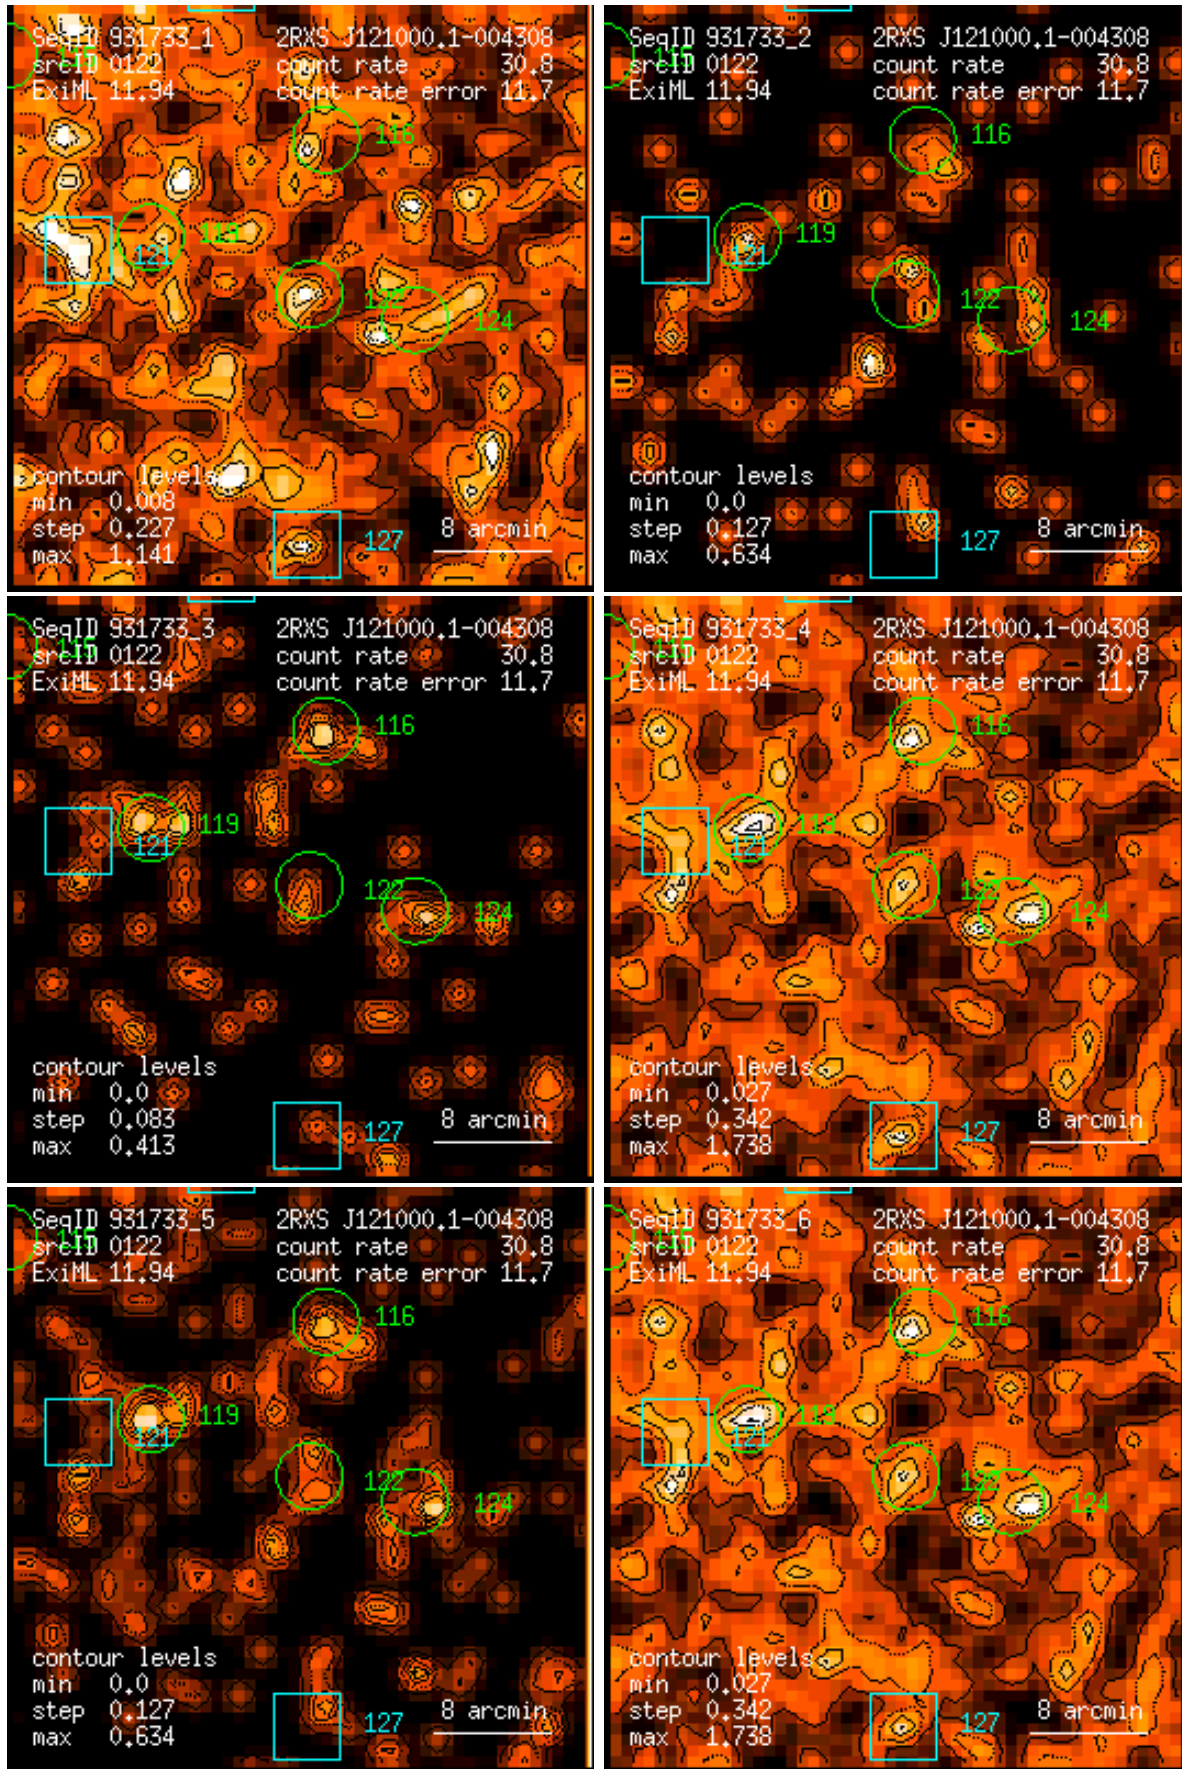 SeqID 931733_1 2RXS J121000.1-004308
srcID 0122 count rate 30.8
ExiML 11.94 count rate error 11.7
116
119
121
122
124
contour levels
min 0.008
step 0.227 8 arcmin
max 1.141 127
SeqID 931733_2 2RXS J121000.1-004308
115
srcID 0122 count rate 30.8
ExiML 11.94 count rate error 11.7
116
119
121
122
124
contour levels
min 0.0
step 0.127 8 arcmin
max 0.634 127
SeqID 931733_3 2RXS J121000.1-004308
srcID 0122 count rate 30.8
ExiML 11.94 count rate error 11.7
116
119
121
122
124
contour levels
min 0.0
step 0.083 8 arcmin
max 0.413 127
SeqID 931733_4 2RXS J121000.1-004308
srcID 0122 count rate 30.8
ExiML 11.94 count rate error 11.7
116
119
121
122
124
contour levels
min 0.027
step 0.342 8 arcmin
max 1.738 127
SeqID 931733_5 2RXS J121000.1-004308
srcID 0122 count rate 30.8
ExiML 11.94 count rate error 11.7
116
119
121
122
124
contour levels
min 0.0
step 0.127 8 arcmin
max 0.634 127
SeqID 931733_6 2RXS J121000.1-004308
srcID 0122 count rate 30.8
ExiML 11.94 count rate error 11.7
116
119
121
122
124
contour levels
min 0.027
step 0.342 8 arcmin
max 1.738 127